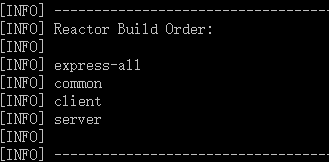 [INFO] ------------------------------------
[INFO] Reactor Build Order:
[INFO]
[INFO] express-all
[INFO] common
[INFO] client
[INFO] server
[INFO]
[INFO] ------------------------------------